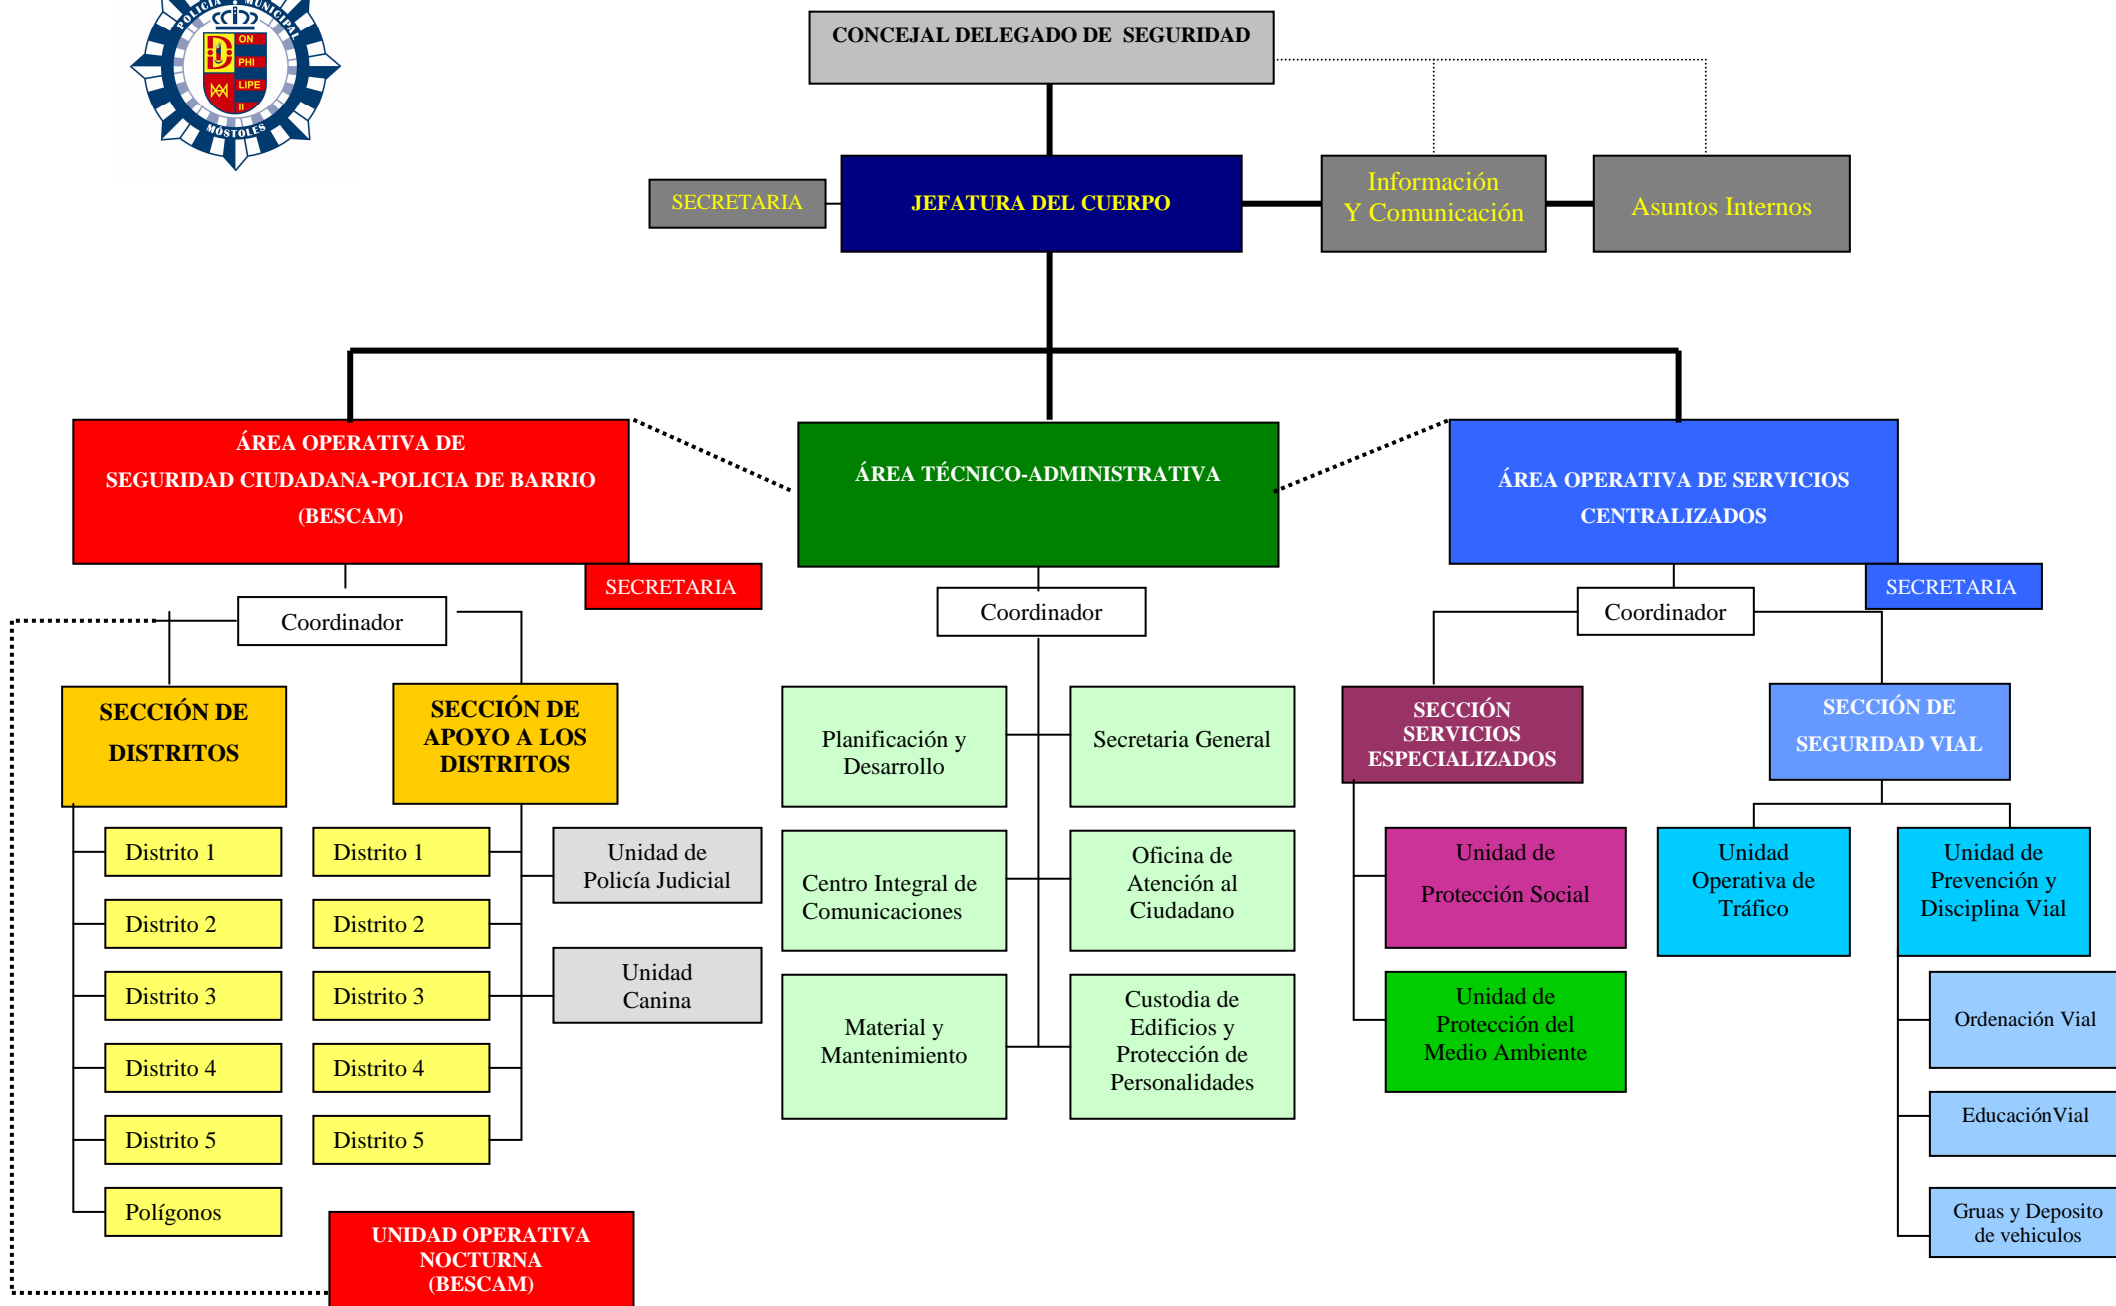 POLICÍA MUNICIPAL
D
ON
PHI
LIPE
II
MÓSTOLES
CONCEJAL DELEGADO DE SEGURIDAD
SECRETARIA
JEFATURA DEL CUERPO
Información
Y Comunicación
Asuntos Internos
ÁREA OPERATIVA DE
SEGURIDAD CIUDADANA-POLICIA DE BARRIO
(BESCAM)
SECRETARIA
ÁREA TÉCNICO-ADMINISTRATIVA
ÁREA OPERATIVA DE SERVICIOS
CENTRALIZADOS
SECRETARIA
Coordinador
Coordinador
Coordinador
SECCIÓN DE
DISTRITOS
Distrito 1
Distrito 2
Distrito 3
Distrito 4
Distrito 5
Polígonos
SECCIÓN DE
APOYO A LOS
DISTRITOS
Distrito 1
Distrito 2
Distrito 3
Distrito 4
Distrito 5
Unidad de
Policía Judicial
Unidad
Canina
UNIDAD OPERATIVA
NOCTURNA
(BESCAM)
Planificación y
Desarrollo
Secretaria General
Centro Integral de
Comunicaciones
Oficina de
Atención al
Ciudadano
Material y
Mantenimiento
Custodia de
Edificios y
Protección de
Personalidades
SECCIÓN
SERVICIOS
ESPECIALIZADOS
Unidad de
Protección Social
Unidad de
Protección del
Medio Ambiente
SECCIÓN DE
SEGURIDAD VIAL
Unidad
Operativa de
Tráfico
Unidad de
Prevención y
Disciplina Vial
Ordenación Vial
EducaciónVial
Gruas y Deposito
de vehiculos